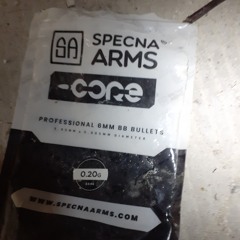 SA
SPECNA
ARMS
-CORE
PROFESSIONAL 6MM BB BULLETS
0.20G
WWW.SPECNAARMS.COM